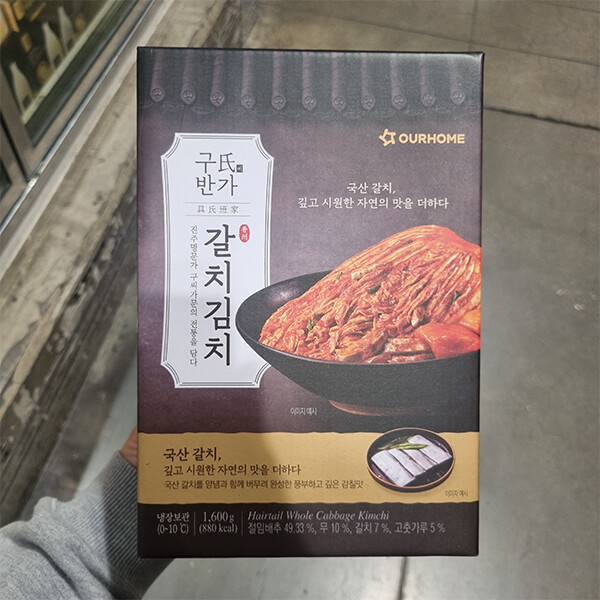 OURHOME
구氏
반가
具氏班家
갈치김치
진주명문가 구씨가문의 전통을 담다
국산 갈치,
깊고 시원한 자연의 맛을 더하다
이미지 예시
국산 갈치,
깊고 시원한 자연의 맛을 더하다
국산 갈치를 양념과 함께 버무려 완성한 풍부하고 깊은 감칠맛
이미지 예시
냉장보관
(0~10℃)
1,600g
(880 kcal)
Hairtail Whole Cabbage Kimchi
절임배추 49.33 %, 무 10 %, 갈치 7 %, 고춧가루 5 %